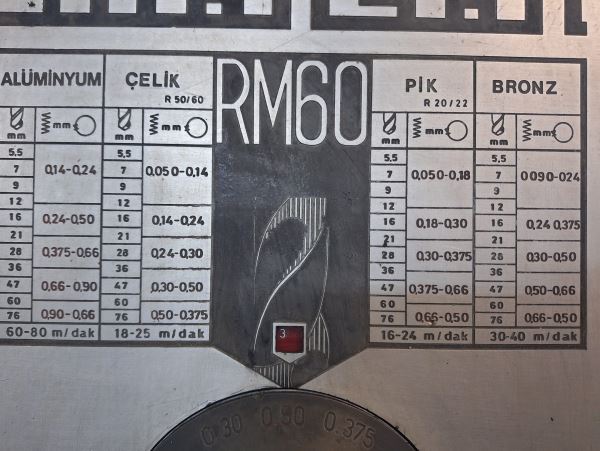 ALÜMİNYUM ÇELİK RM60 PİK BRONZ
R 50/60 R 20/22
mm mm mm mm mm mm mm mm
5,5 5,5 5,5 5,5
7 0,14-0,24 7 0,050-0,14 7 0,050-0,18 7 0090-024
9 9 9 9
12 12 12 12
16 0,24-0,50 16 0,14-0,24 16 0,18-0,30 16 0,24 0,375
21 21 21 21
28 0,375-0,66 28 0,24-0,30 28 0,30-0,375 28 0,30-0,50
36 36 36 36
47 0,66-0,90 47 0,30-0,50 47 0,375-0,66 47 0,50-0,66
60 60 60 60
76 0,90-0,66 76 0,50-0,375 76 0,66-0,50 76 0,66-0,50
60-80 m/dak 18-25 m/dak 3 16-24 m/dak 30-40 m/dak
0.30 0.50 0.375